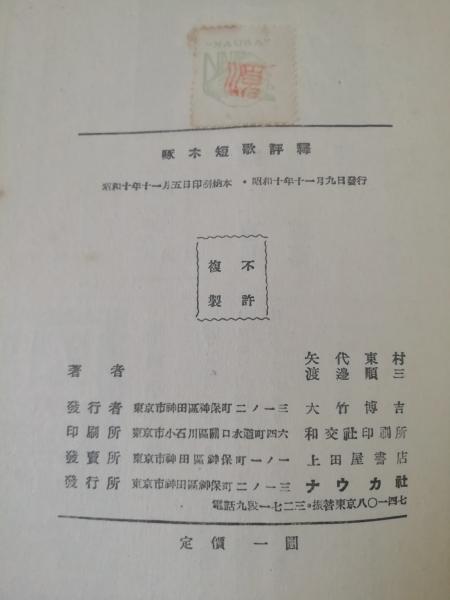 啄木短歌評釋
昭和十年十一月五日印刷納本・昭和十年十一月九日發行
不許
複製
著者 矢代東村
渡邊順三
發行者 東京市神田區神保町二ノ一三 大竹博吉
印刷所 東京市小石川區關口水道町四六 和交社印刷所
發賣所 東京市神田區神保町一ノ一 上田屋書店
發行所 東京市神田區神保町二ノ一三 ナウカ社
電話九段一七二三・振替東京八〇一四七
定價一圓